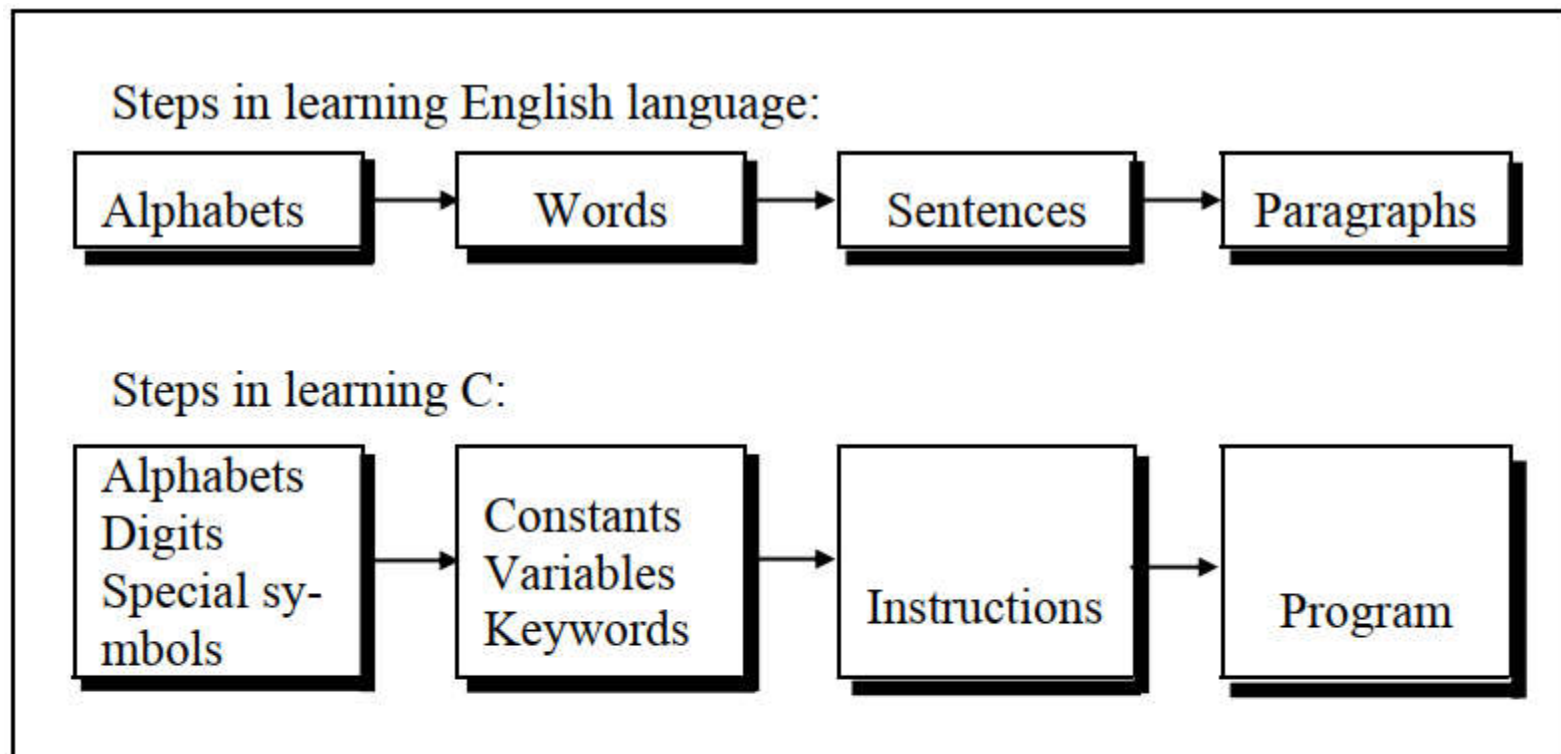 Steps in learning English language:
Alphabets
Words
Sentences
Paragraphs
Steps in learning C:
Alphabets
Digits
Special sy-
mbols
Constants
Variables
Keywords
Instructions
Program